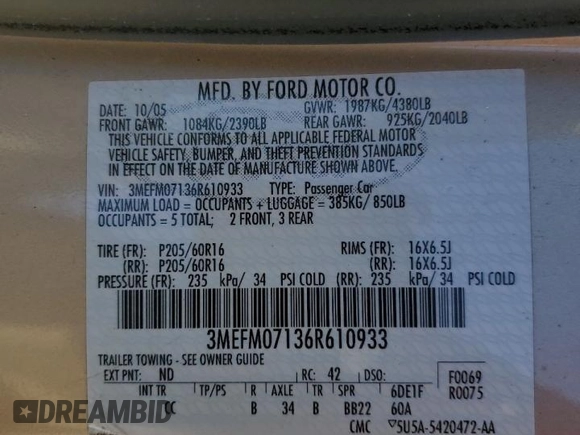 MFD. BY FORD MOTOR CO.
DATE: 10/05 GVWR: 1987KG/4380LB
FRONT GAWR: 1084KG/2390LB REAR GAWR: 925KG/2040LB
THIS VEHICLE CONFORMS TO ALL APPLICABLE FEDERAL MOTOR
VEHICLE SAFETY, BUMPER, AND THEFT PREVENTION STANDARDS
IN EFFECT ON THE DATE OF MANUFACTURE SHOWN ABOVE.
VIN: 3MEFM07136R610933 TYPE: Passenger Car
MAXIMUM LOAD = OCCUPANTS + LUGGAGE = 385KG/ 850LB
OCCUPANTS = 5 TOTAL; 2 FRONT, 3 REAR
TIRE (FR): P205/60R16 RIMS (FR): 16X6.5J
(RR): P205/60R16 (RR): 16X6.5J
PRESSURE (FR): 235 kPa/ 34 PSI COLD (RR): 235 kPa/ 34 PSI COLD
3MEFM07136R610933
TRAILER TOWING - SEE OWNER GUIDE
EXT PNT: ND RC: 42 DSO: F0069
INT TR TP/PS R AXLE TR SPR 6DE1F R0075
CC B 34 B BB22 60A
CMC 5U5A-5420472-AA
DREAMBID